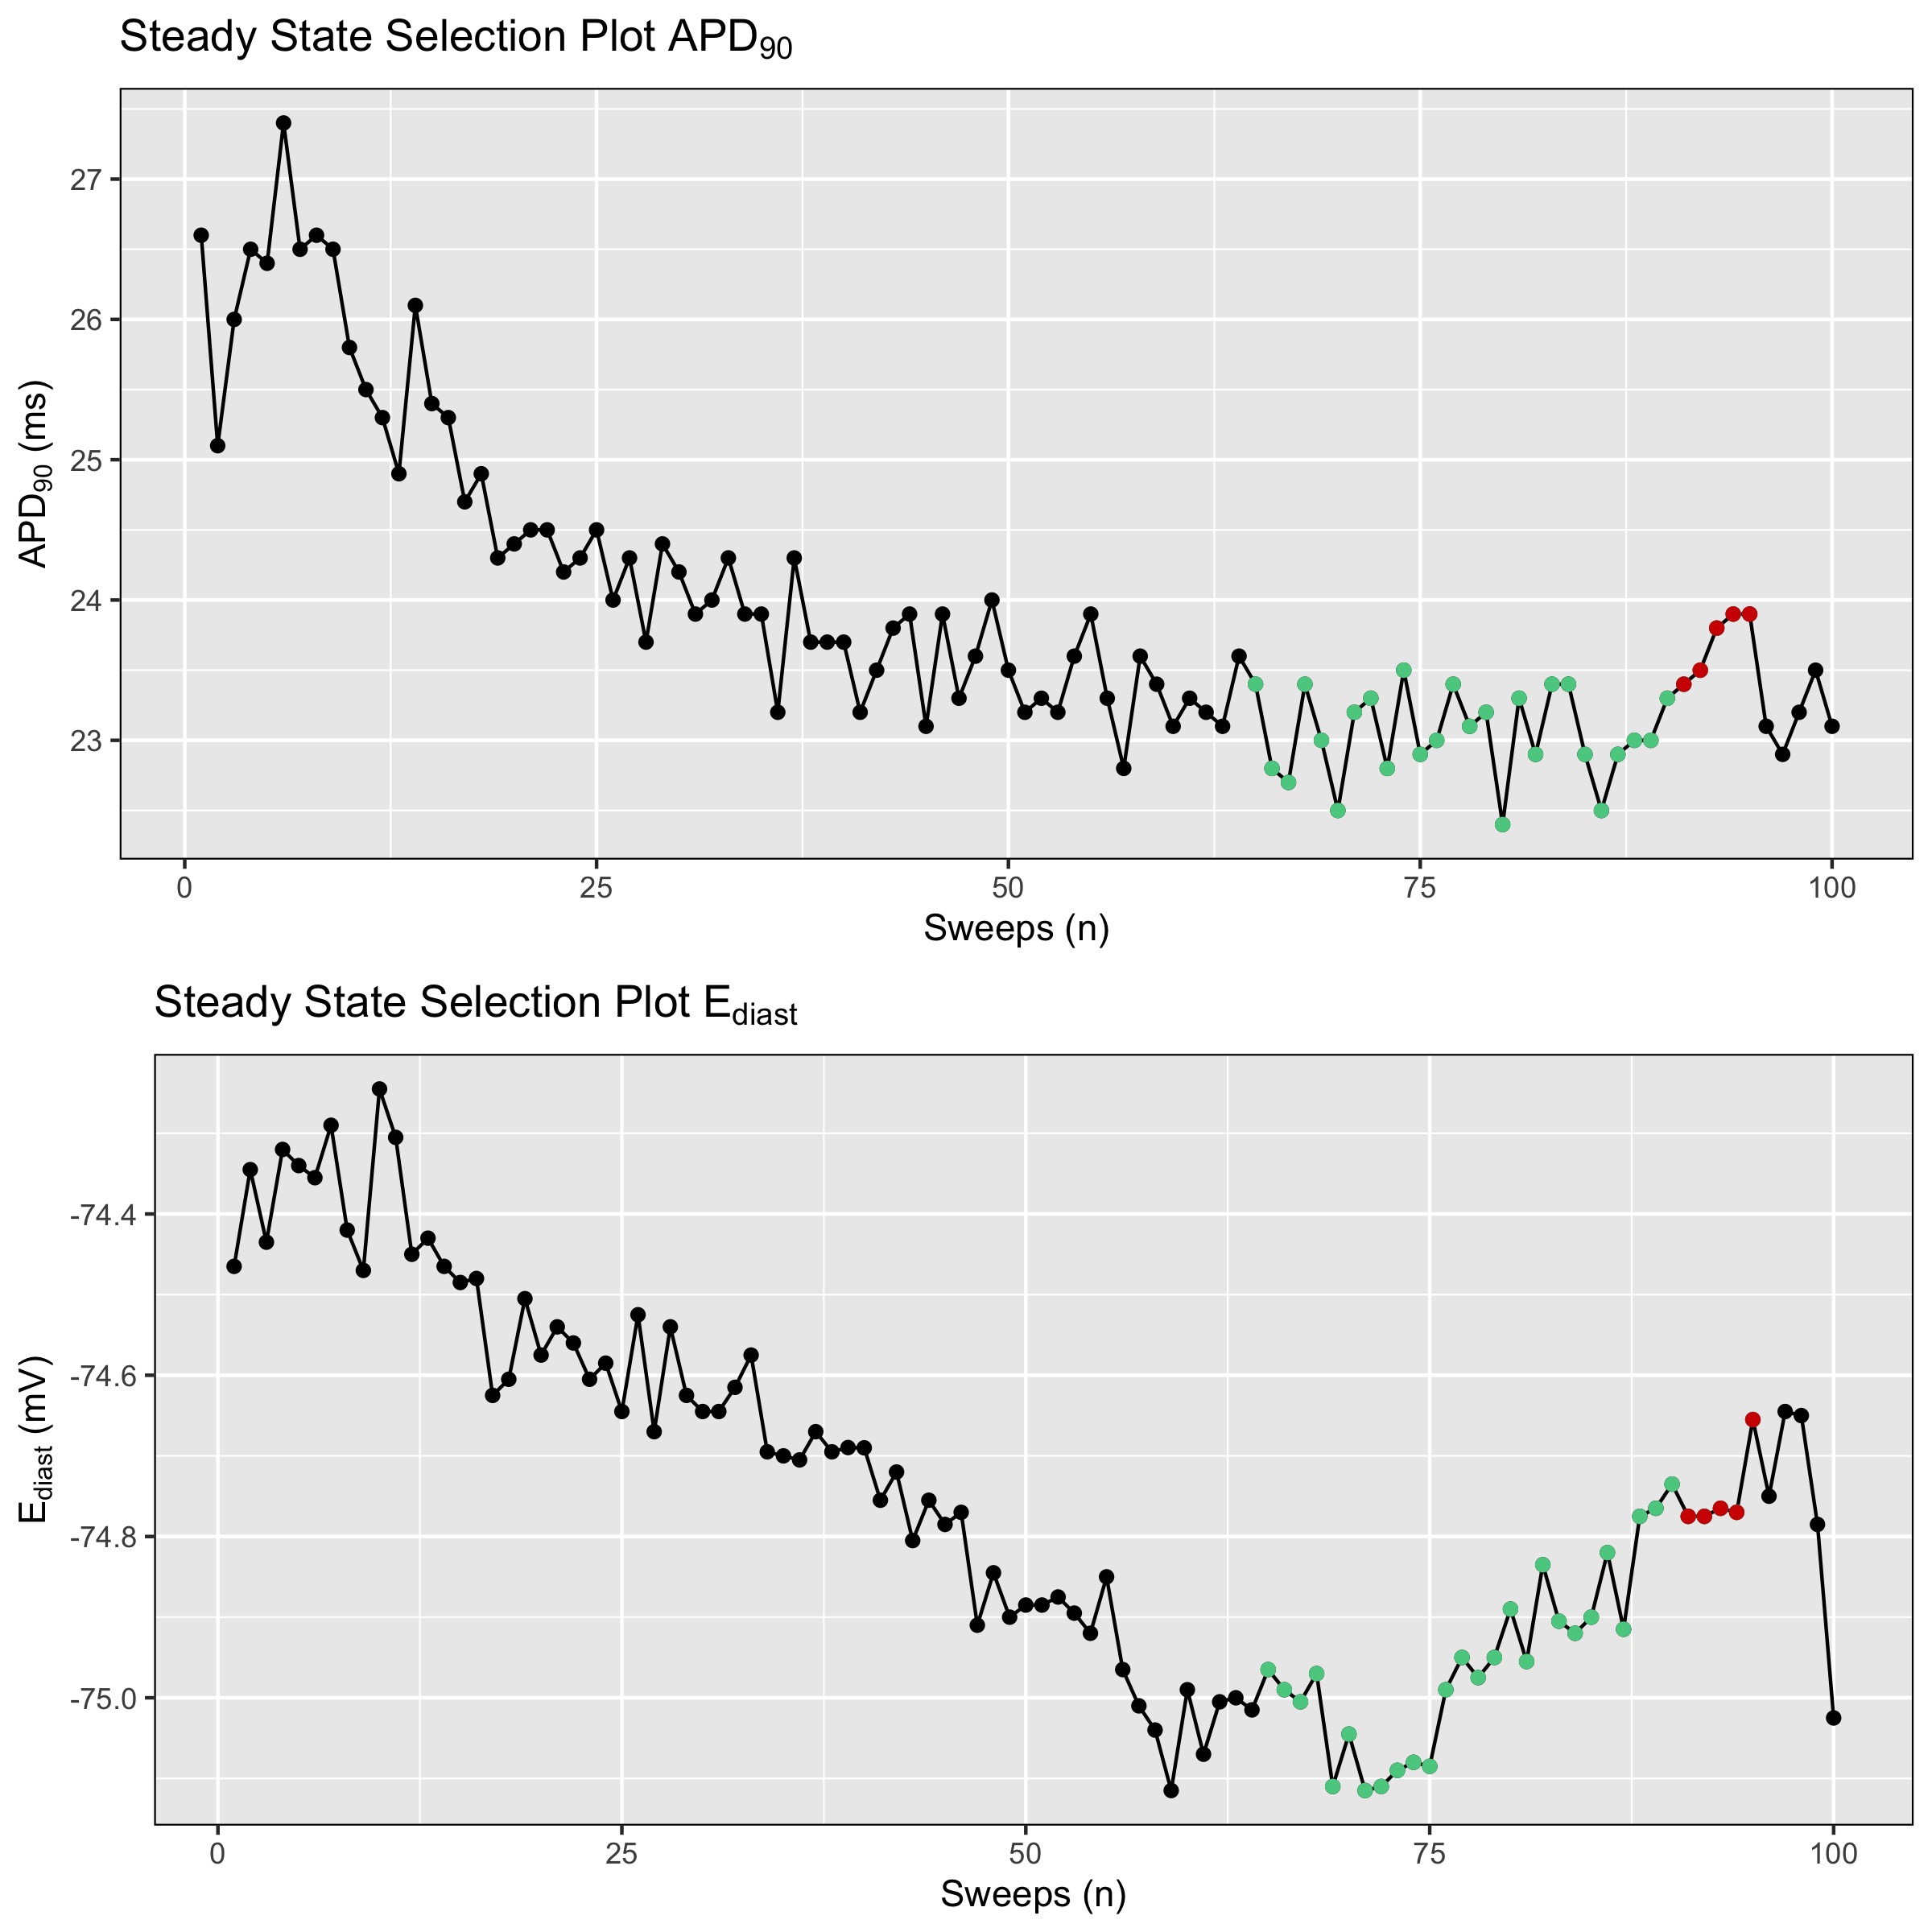 Steady State Selection Plot APD90
27
26
25
24
23
APD90 (ms)
0 25 50 75 100
Sweeps (n)
Steady State Selection Plot Ediast
-74.4
-74.6
-74.8
-75.0
Ediast (mV)
0 25 50 75 100
Sweeps (n)